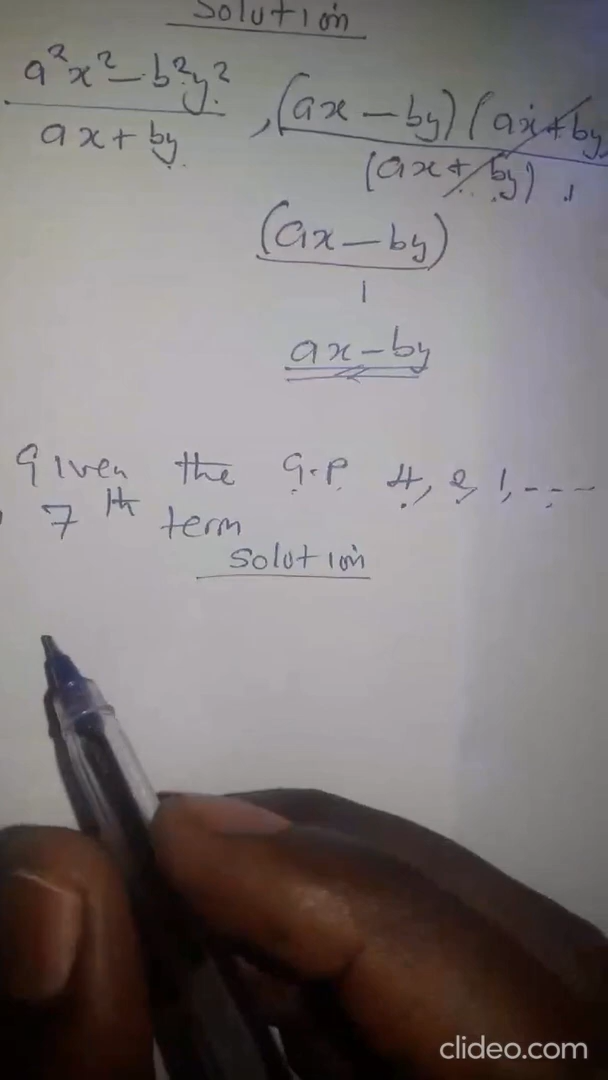 Solution
a²x² - b²y² , (ax - by) (ax + by
ax + by (ax + by) 1
(ax - by)
1
ax - by
Given the G.P 4, 2, 1, ----
7th term
Solution
clideo.com